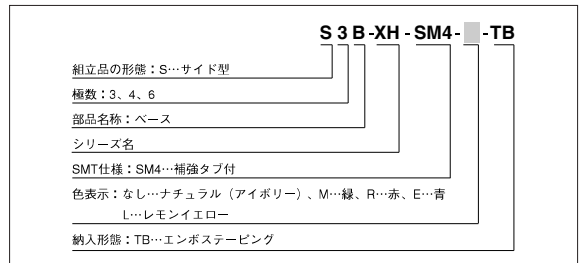 S 3 B -XH - SM4- -TB
組立品の形態：S…サイド型
極数：3、4、6
部品名称：ベース
シリーズ名
SMT仕様：SM4…補強タブ付
色表示：なし…ナチュラル（アイボリー）、M…緑、R…赤、E…青
L…レモンイエロー
納入形態：TB…エンボステーピング